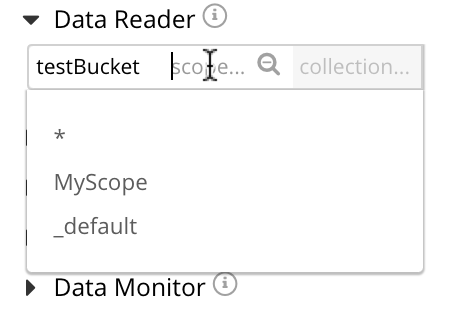 Data Reader
testBucket scope... collection...
*
MyScope
_default
Data Monitor